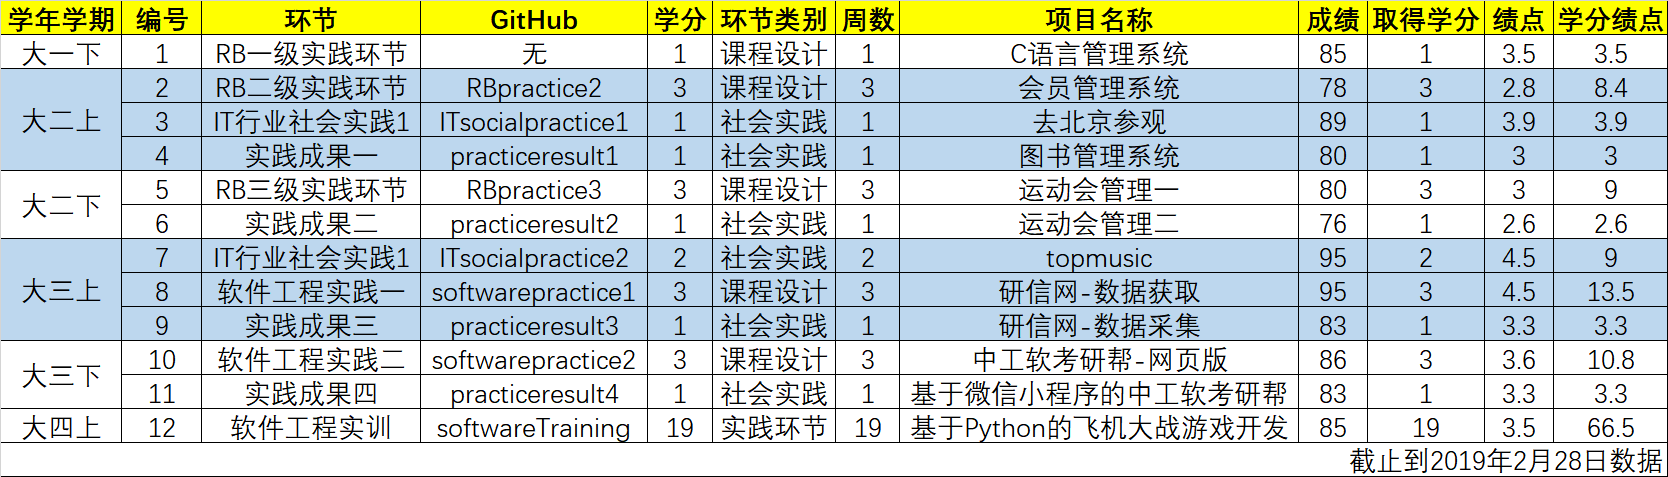 学年学期 编号 环节 GitHub 学分 环节类别 周数 项目名称 成绩 取得学分 绩点 学分绩点
大一下 1 RB一级实践环节 无 1 课程设计 1 C语言管理系统 85 1 3.5 3.5
大二上 2 RB二级实践环节 RBpractice2 3 课程设计 3 会员管理系统 78 3 2.8 8.4
3 IT行业社会实践1 ITsocialpractice1 1 社会实践 1 去北京参观 89 1 3.9 3.9
4 实践成果一 practiceresult1 1 社会实践 1 图书管理系统 80 1 3 3
大二下 5 RB三级实践环节 RBpractice3 3 课程设计 3 运动会管理一 80 3 3 9
6 实践成果二 practiceresult2 1 社会实践 1 运动会管理二 76 1 2.6 2.6
大三上 7 IT行业社会实践1 ITsocialpractice2 2 社会实践 2 topmusic 95 2 4.5 9
8 软件工程实践一 softwarepractice1 3 课程设计 3 研信网-数据获取 95 3 4.5 13.5
9 实践成果三 practiceresult3 1 社会实践 1 研信网-数据采集 83 1 3.3 3.3
大三下 10 软件工程实践二 softwarepractice2 3 课程设计 3 中工软考研帮-网页版 86 3 3.6 10.8
11 实践成果四 practiceresult4 1 社会实践 1 基于微信小程序的中工软考研帮 83 1 3.3 3.3
大四上 12 软件工程实训 softwareTraining 19 实践环节 19 基于Python的飞机大战游戏开发 85 19 3.5 66.5
截止到2019年2月28日数据